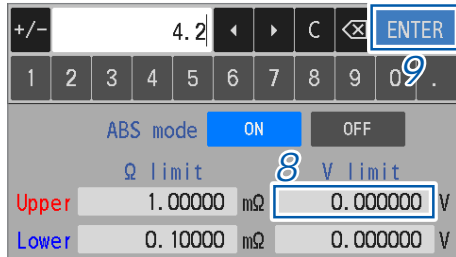 +/- 4.2 ◂ ▸ C ⌫ ENTER
1 2 3 4 5 6 7 8 9 0 .
9
ABS mode ON OFF
Ω limit 8 V limit
Upper 1.00000 mΩ 0.000000 V
Lower 0.10000 mΩ 0.000000 V